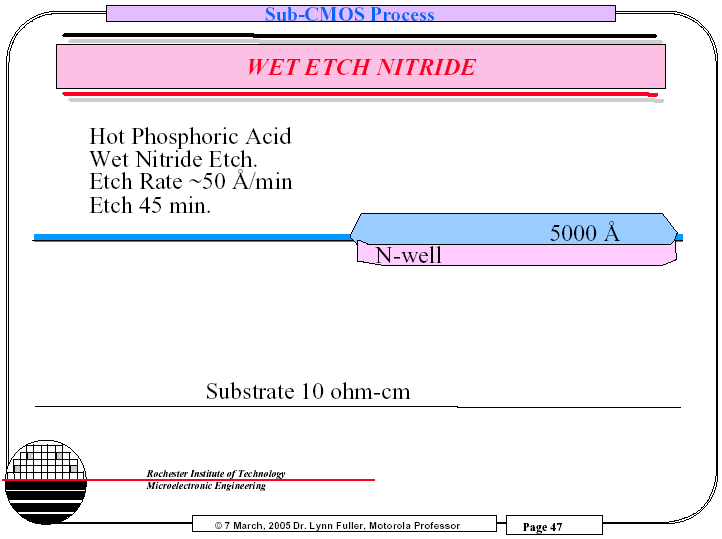 Sub-CMOS Process
WET ETCH NITRIDE
Hot Phosphoric Acid
Wet Nitride Etch.
Etch Rate ~50 Å/min
Etch 45 min.
5000 Å
N-well
Substrate 10 ohm-cm
Rochester Institute of Technology
Microelectronic Engineering
© 7 March, 2005 Dr. Lynn Fuller, Motorola Professor
Page 47